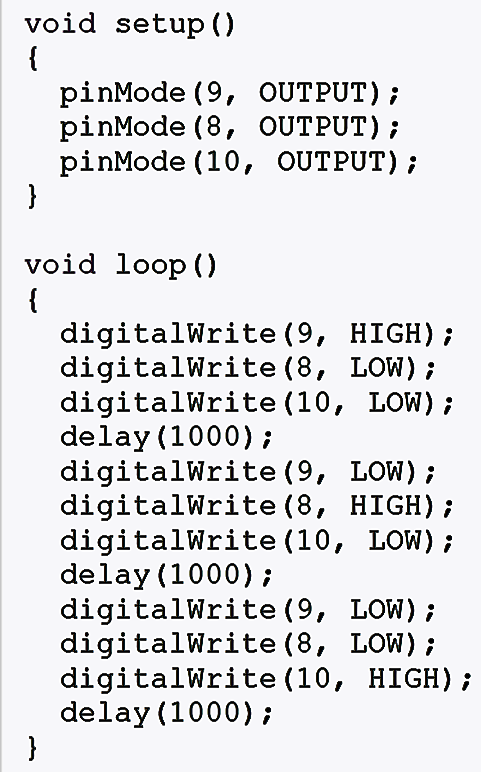 void setup()
{
  pinMode(9, OUTPUT);
  pinMode(8, OUTPUT);
  pinMode(10, OUTPUT);
}

void loop()
{
  digitalWrite(9, HIGH);
  digitalWrite(8, LOW);
  digitalWrite(10, LOW);
  delay(1000);
  digitalWrite(9, LOW);
  digitalWrite(8, HIGH);
  digitalWrite(10, LOW);
  delay(1000);
  digitalWrite(9, LOW);
  digitalWrite(8, LOW);
  digitalWrite(10, HIGH);
  delay(1000);
}